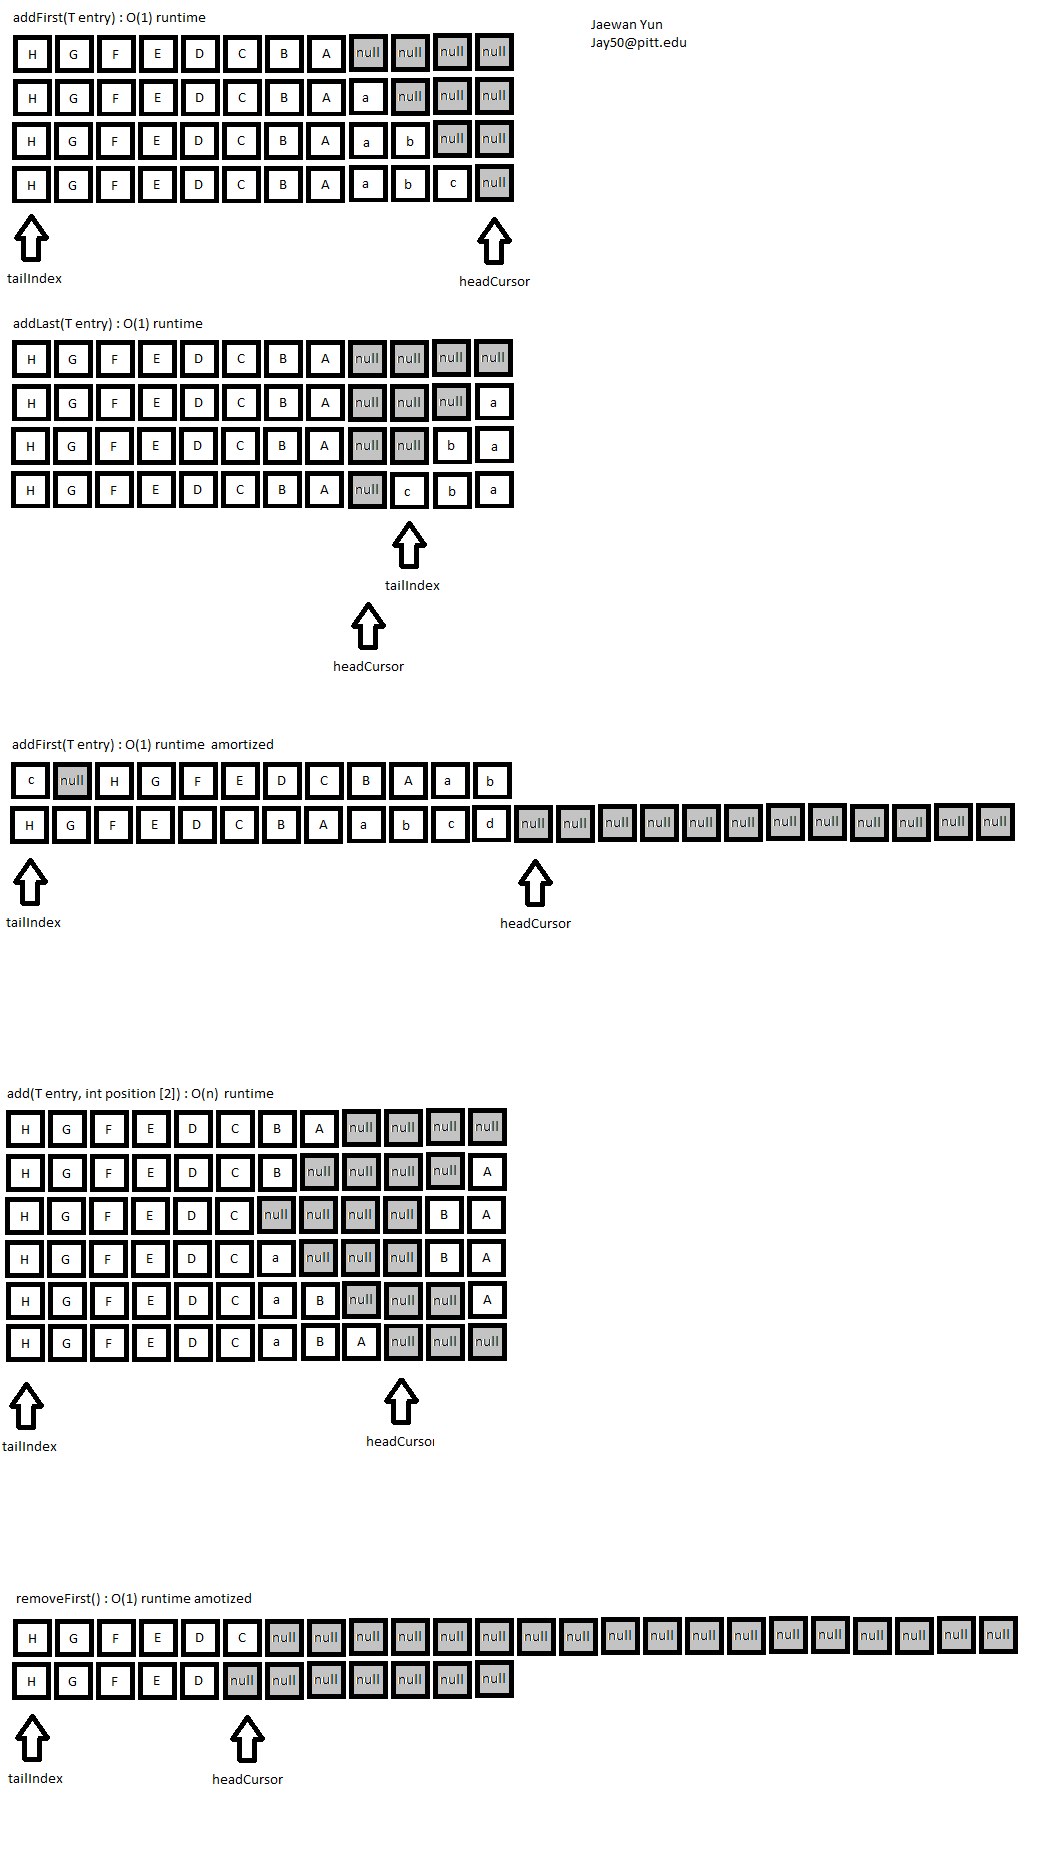 addFirst(T entry) : O(1) runtime
Jaewan Yun
Jay50@pitt.edu
H G F E D C B A null null null null
H G F E D C B A a null null null
H G F E D C B A a b null null
H G F E D C B A a b c null
tailIndex headCursor
addLast(T entry) : O(1) runtime
H G F E D C B A null null null null
H G F E D C B A null null null a
H G F E D C B A null null b a
H G F E D C B A null c b a
tailIndex
headCursor
addFirst(T entry) : O(1) runtime amortized
c null H G F E D C B A a b
H G F E D C B A a b c d null null null null null null null null null null null null
tailIndex headCursor
add(T entry, int position [2]) : O(n) runtime
H G F E D C B A null null null null
H G F E D C B null null null null A
H G F E D C null null null null B A
H G F E D C a null null null B A
H G F E D C a B null null null A
H G F E D C a B A null null null
tailIndex headCursor
removeFirst() : O(1) runtime amotized
H G F E D C null null null null null null null null null null null null null null null null null null
H G F E D null null null null null null null
tailIndex headCursor